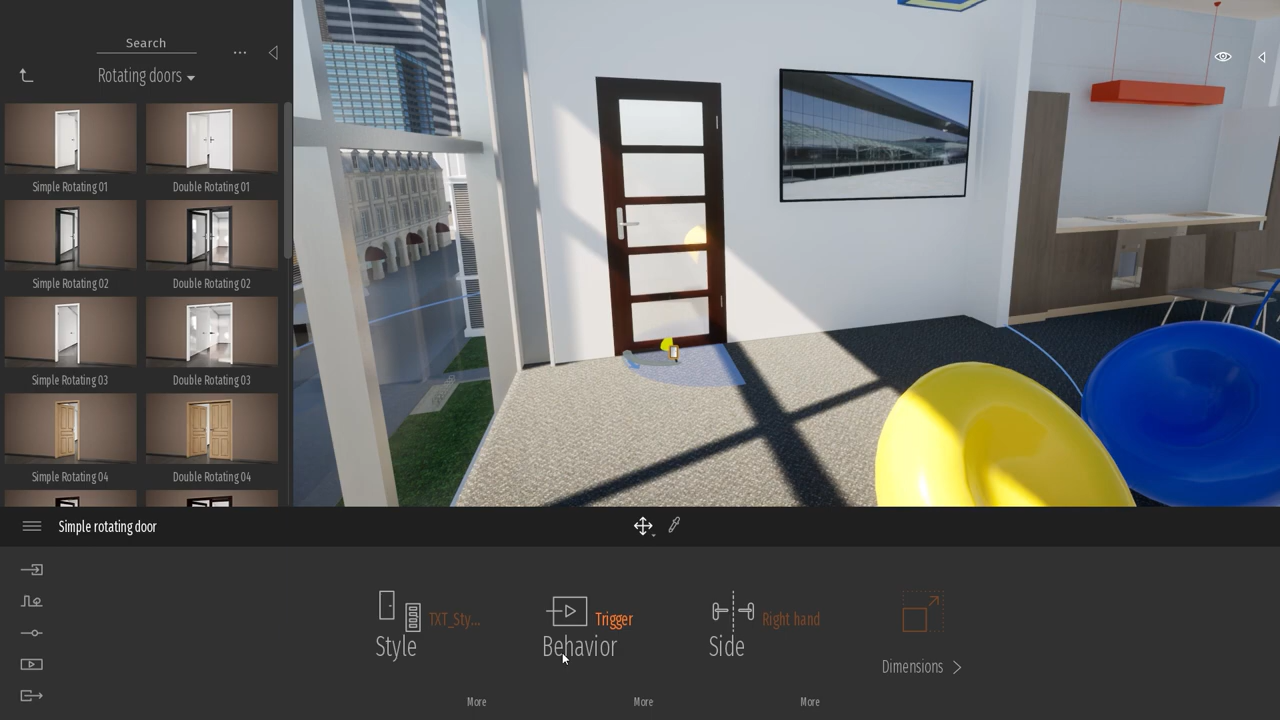 Search
...
Rotating doors
Simple Rotating 01
Double Rotating 01
Simple Rotating 02
Double Rotating 02
Simple Rotating 03
Double Rotating 03
Simple Rotating 04
Double Rotating 04
Simple rotating door
TXT_Sty...
Style
More
Trigger
Behavior
More
Right hand
Side
More
Dimensions